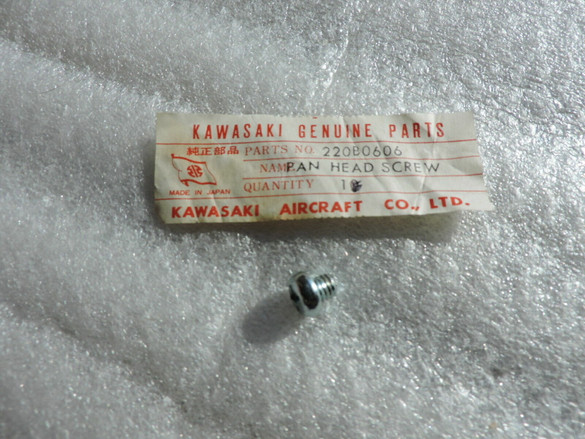 KAWASAKI GENUINE PARTS
純正部品 PARTS NO. 220B0606
NAME PAN HEAD SCREW
MADE IN JAPAN QUANTITY 10
KAWASAKI AIRCRAFT CO., LTD.